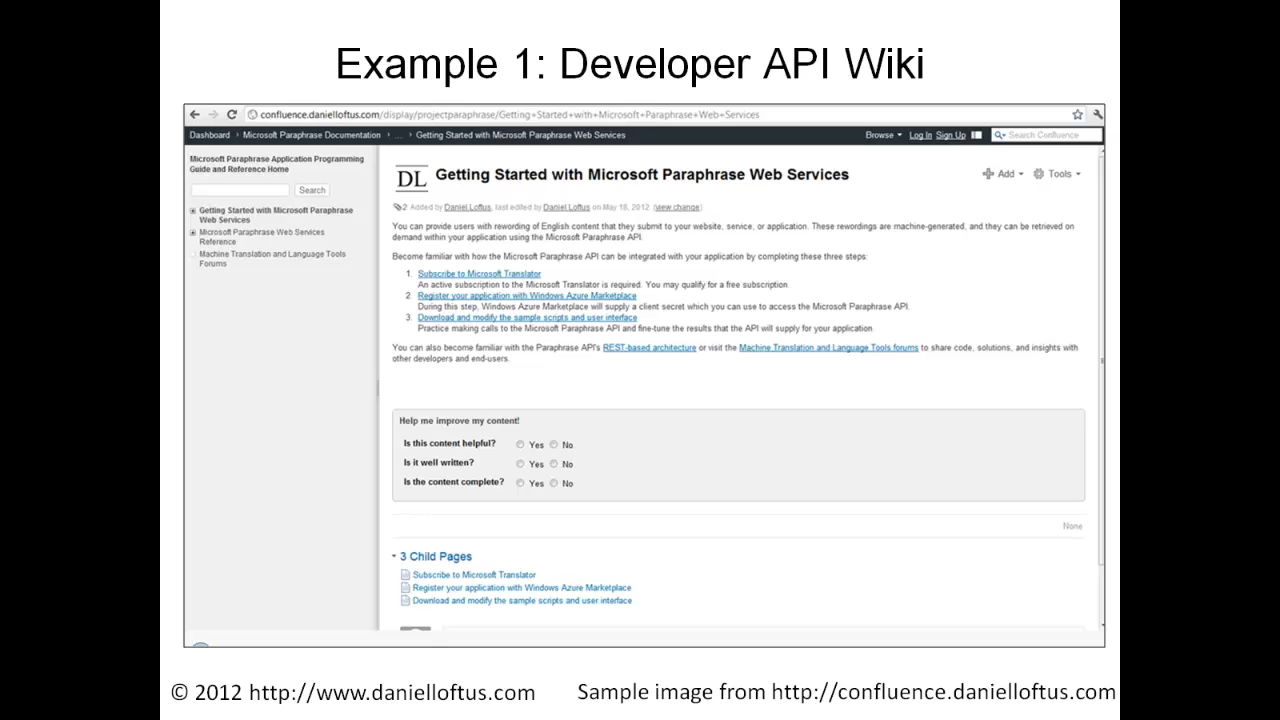 Example 1: Developer API Wiki
confluence.danielloftus.com/display/projectparaphrase/Getting+Started+with+Microsoft+Paraphrase+Web+Services
Dashboard › Microsoft Paraphrase Documentation › ... › Getting Started with Microsoft Paraphrase Web Services
Browse Log In Sign Up Search Confluence
Microsoft Paraphrase Application Programming
Guide and Reference Home
Search
Getting Started with Microsoft Paraphrase
Web Services
Microsoft Paraphrase Web Services
Reference
Machine Translation and Language Tools
Forums
DL Getting Started with Microsoft Paraphrase Web Services
Add Tools
2 Added by Daniel Loftus, last edited by Daniel Loftus on May 18, 2012 (view change)
You can provide users with rewording of English content that they submit to your website, service, or application. These rewordings are machine-generated, and they can be retrieved on
demand within your application using the Microsoft Paraphrase API.
Become familiar with how the Microsoft Paraphrase API can be integrated with your application by completing these three steps:
1. Subscribe to Microsoft Translator
An active subscription to the Microsoft Translator is required. You may qualify for a free subscription.
2. Register your application with Windows Azure Marketplace
During this step, Windows Azure Marketplace will supply a client secret which you can use to access the Microsoft Paraphrase API.
3. Download and modify the sample scripts and user interface
Practice making calls to the Microsoft Paraphrase API and fine-tune the results that the API will supply for your application.
You can also become familiar with the Paraphrase API's REST-based architecture or visit the Machine Translation and Language Tools forums to share code, solutions, and insights with
other developers and end-users.
Help me improve my content!
Is this content helpful? Yes No
Is it well written? Yes No
Is the content complete? Yes No
None
3 Child Pages
Subscribe to Microsoft Translator
Register your application with Windows Azure Marketplace
Download and modify the sample scripts and user interface
© 2012 http://www.danielloftus.com
Sample image from http://confluence.danielloftus.com